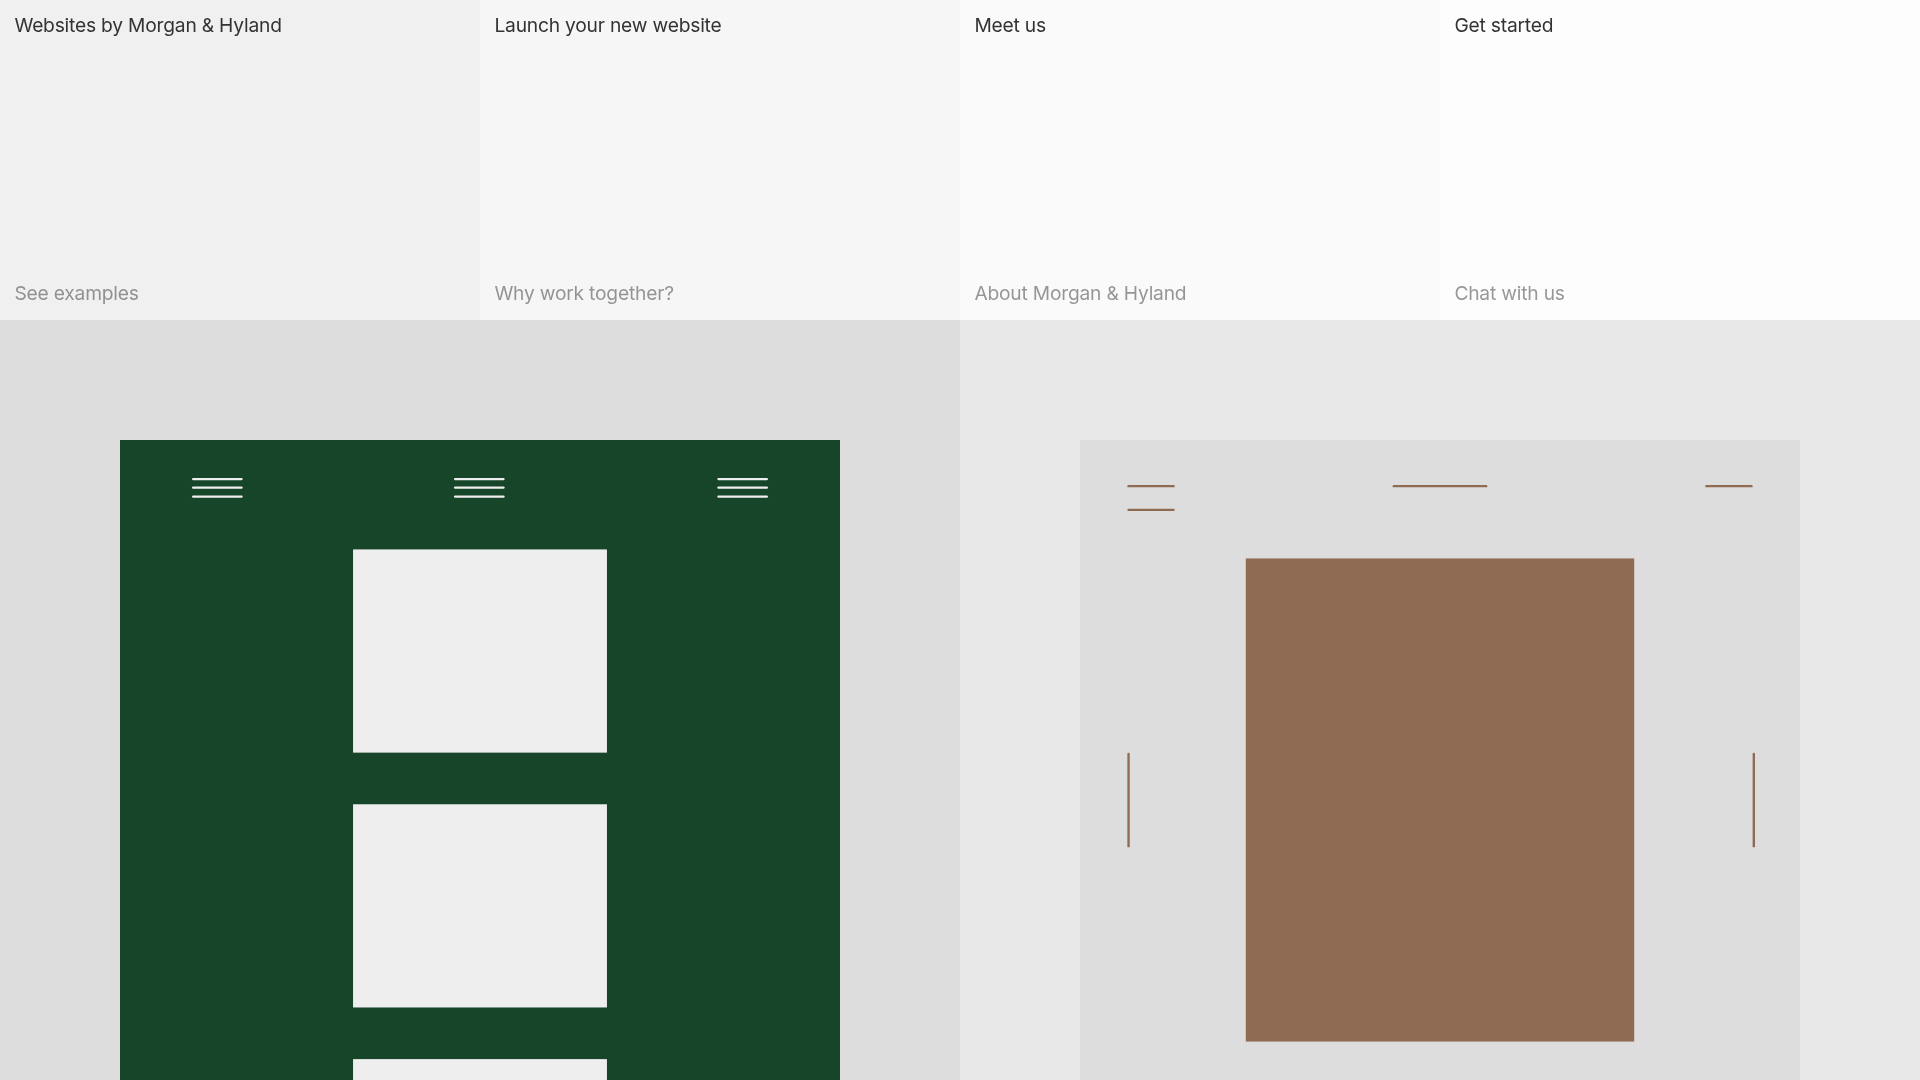 Websites by Morgan & Hyland
See examples
Launch your new website
Why work together?
Meet us
About Morgan & Hyland
Get started
Chat with us